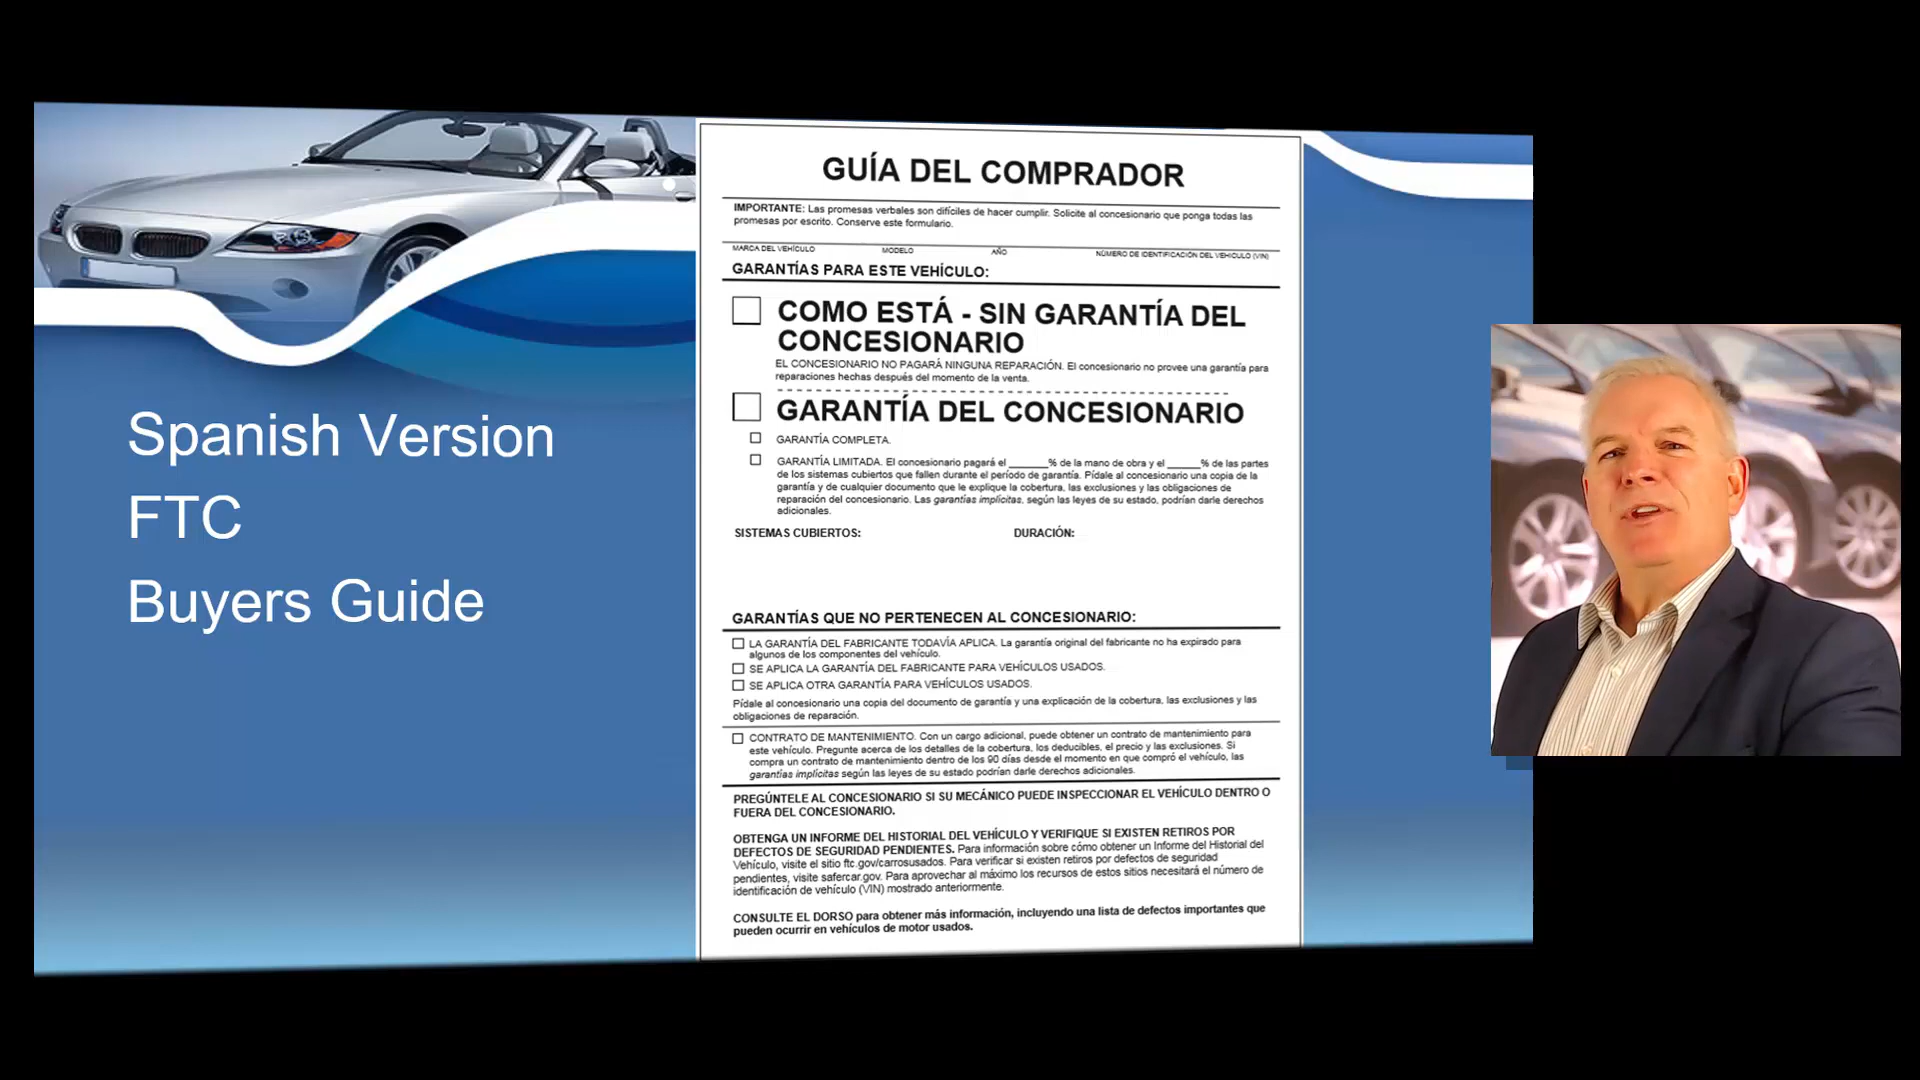 Spanish Version
FTC
Buyers Guide
GUÍA DEL COMPRADOR
IMPORTANTE: Las promesas verbales son difíciles de hacer cumplir. Solicite al concesionario que ponga todas las
promesas por escrito. Conserve este formulario.
MARCA DEL VEHÍCULO MODELO AÑO NÚMERO DE IDENTIFICACIÓN DEL VEHÍCULO (VIN)
GARANTÍAS PARA ESTE VEHÍCULO:
COMO ESTÁ - SIN GARANTÍA DEL
CONCESIONARIO
EL CONCESIONARIO NO PAGARÁ NINGUNA REPARACIÓN. El concesionario no provee una garantía para
reparaciones hechas después del momento de la venta.
GARANTÍA DEL CONCESIONARIO
GARANTÍA COMPLETA.
GARANTÍA LIMITADA. El concesionario pagará el _______% de la mano de obra y el ______% de las partes
de los sistemas cubiertos que fallen durante el período de garantía. Pídale al concesionario una copia de la
garantía y de cualquier documento que le explique la cobertura, las exclusiones y las obligaciones de
reparación del concesionario. Las garantías implícitas, según las leyes de su estado, podrían darle derechos
adicionales.
SISTEMAS CUBIERTOS: DURACIÓN:
GARANTÍAS QUE NO PERTENECEN AL CONCESIONARIO:
LA GARANTÍA DEL FABRICANTE TODAVÍA APLICA. La garantía original del fabricante no ha expirado para
algunos de los componentes del vehículo.
SE APLICA LA GARANTÍA DEL FABRICANTE PARA VEHÍCULOS USADOS.
SE APLICA OTRA GARANTÍA PARA VEHÍCULOS USADOS.
Pídale al concesionario una copia del documento de garantía y una explicación de la cobertura, las exclusiones y las
obligaciones de reparación.
CONTRATO DE MANTENIMIENTO. Con un cargo adicional, puede obtener un contrato de mantenimiento para
este vehículo. Pregunte acerca de los detalles de la cobertura, los deducibles, el precio y las exclusiones. Si
compra un contrato de mantenimiento dentro de los 90 días desde el momento en que compró el vehículo, las
garantías implícitas según las leyes de su estado podrían darle derechos adicionales.
PREGÚNTELE AL CONCESIONARIO SI SU MECÁNICO PUEDE INSPECCIONAR EL VEHÍCULO DENTRO O
FUERA DEL CONCESIONARIO.
OBTENGA UN INFORME DEL HISTORIAL DEL VEHÍCULO Y VERIFIQUE SI EXISTEN RETIROS POR
DEFECTOS DE SEGURIDAD PENDIENTES. Para información sobre cómo obtener un Informe del Historial del
Vehículo, visite el sitio ftc.gov/carrosusados. Para verificar si existen retiros por defectos de seguridad
pendientes, visite safercar.gov. Para aprovechar al máximo los recursos de estos sitios necesitará el número de
identificación de vehículo (VIN) mostrado anteriormente.
CONSULTE EL DORSO para obtener más información, incluyendo una lista de defectos importantes que
pueden ocurrir en vehículos de motor usados.